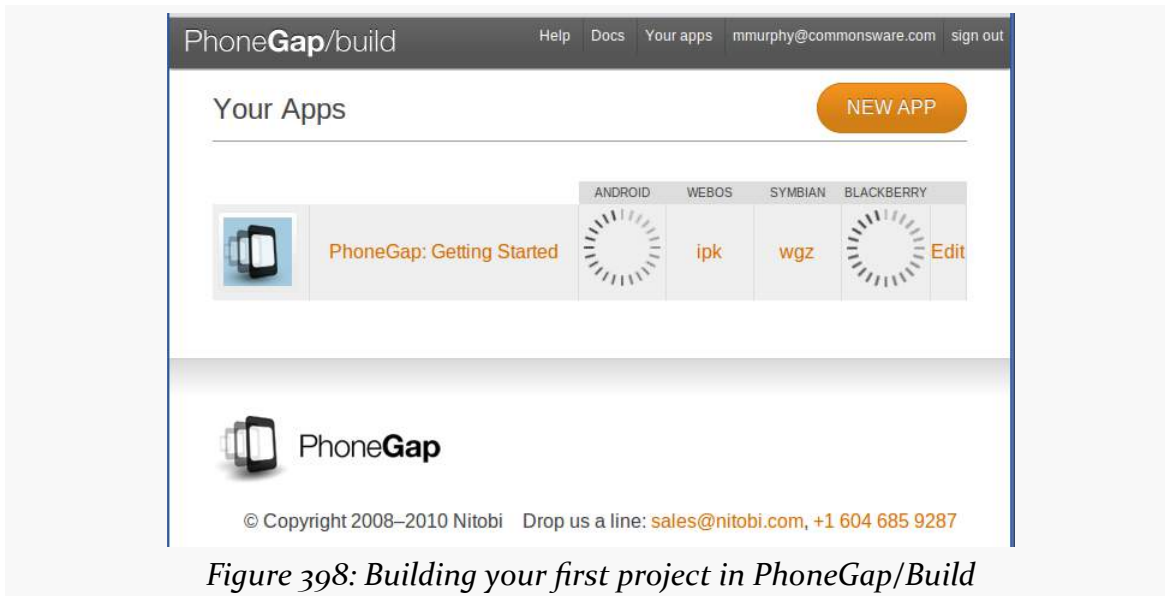 PhoneGap/build Help Docs Your apps mmurphy@commonsware.com sign out
Your Apps NEW APP
ANDROID WEBOS SYMBIAN BLACKBERRY
PhoneGap: Getting Started ipk wgz Edit
PhoneGap
© Copyright 2008–2010 Nitobi Drop us a line: sales@nitobi.com, +1 604 685 9287
Figure 398: Building your first project in PhoneGap/Build